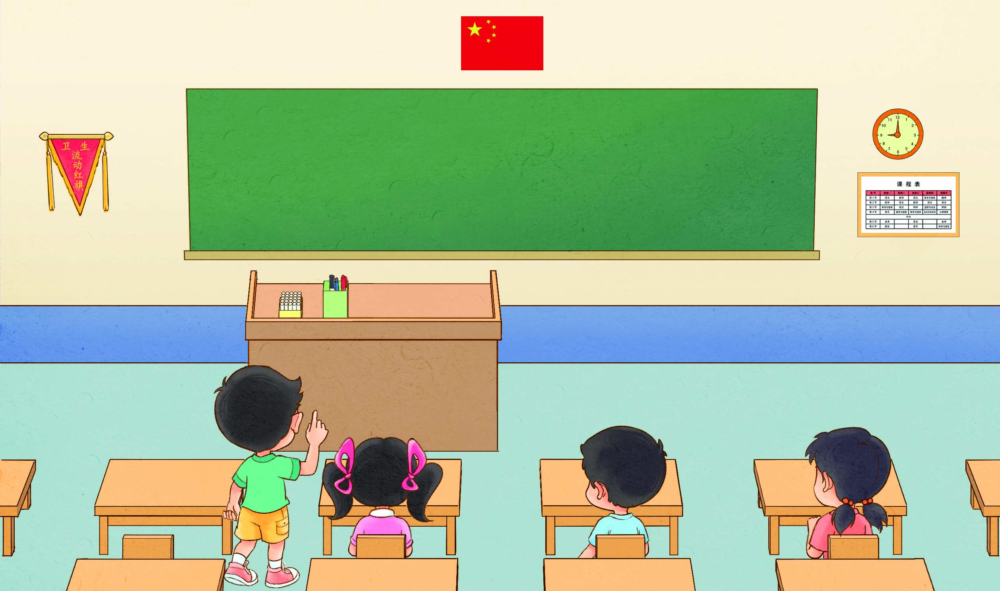 卫 生
流
动
红
旗
12
11 1
10 2
9 3
8 4
7 5
6
课 程 表
章 节 星期一 星期二 星期三 星期四 星期五
第1节 语文 数学 语文 体育与健康 数学
第2节 数学 语文 数学 语文 语文
第3节 体育与健康 语文 科学 道德与法治 劳动
第4节 音乐 体育与健康 体育与健康 综合实践活动 心理健康
午休
第5节 美术 语文 美术
第6节 班会 音乐 体育与健康